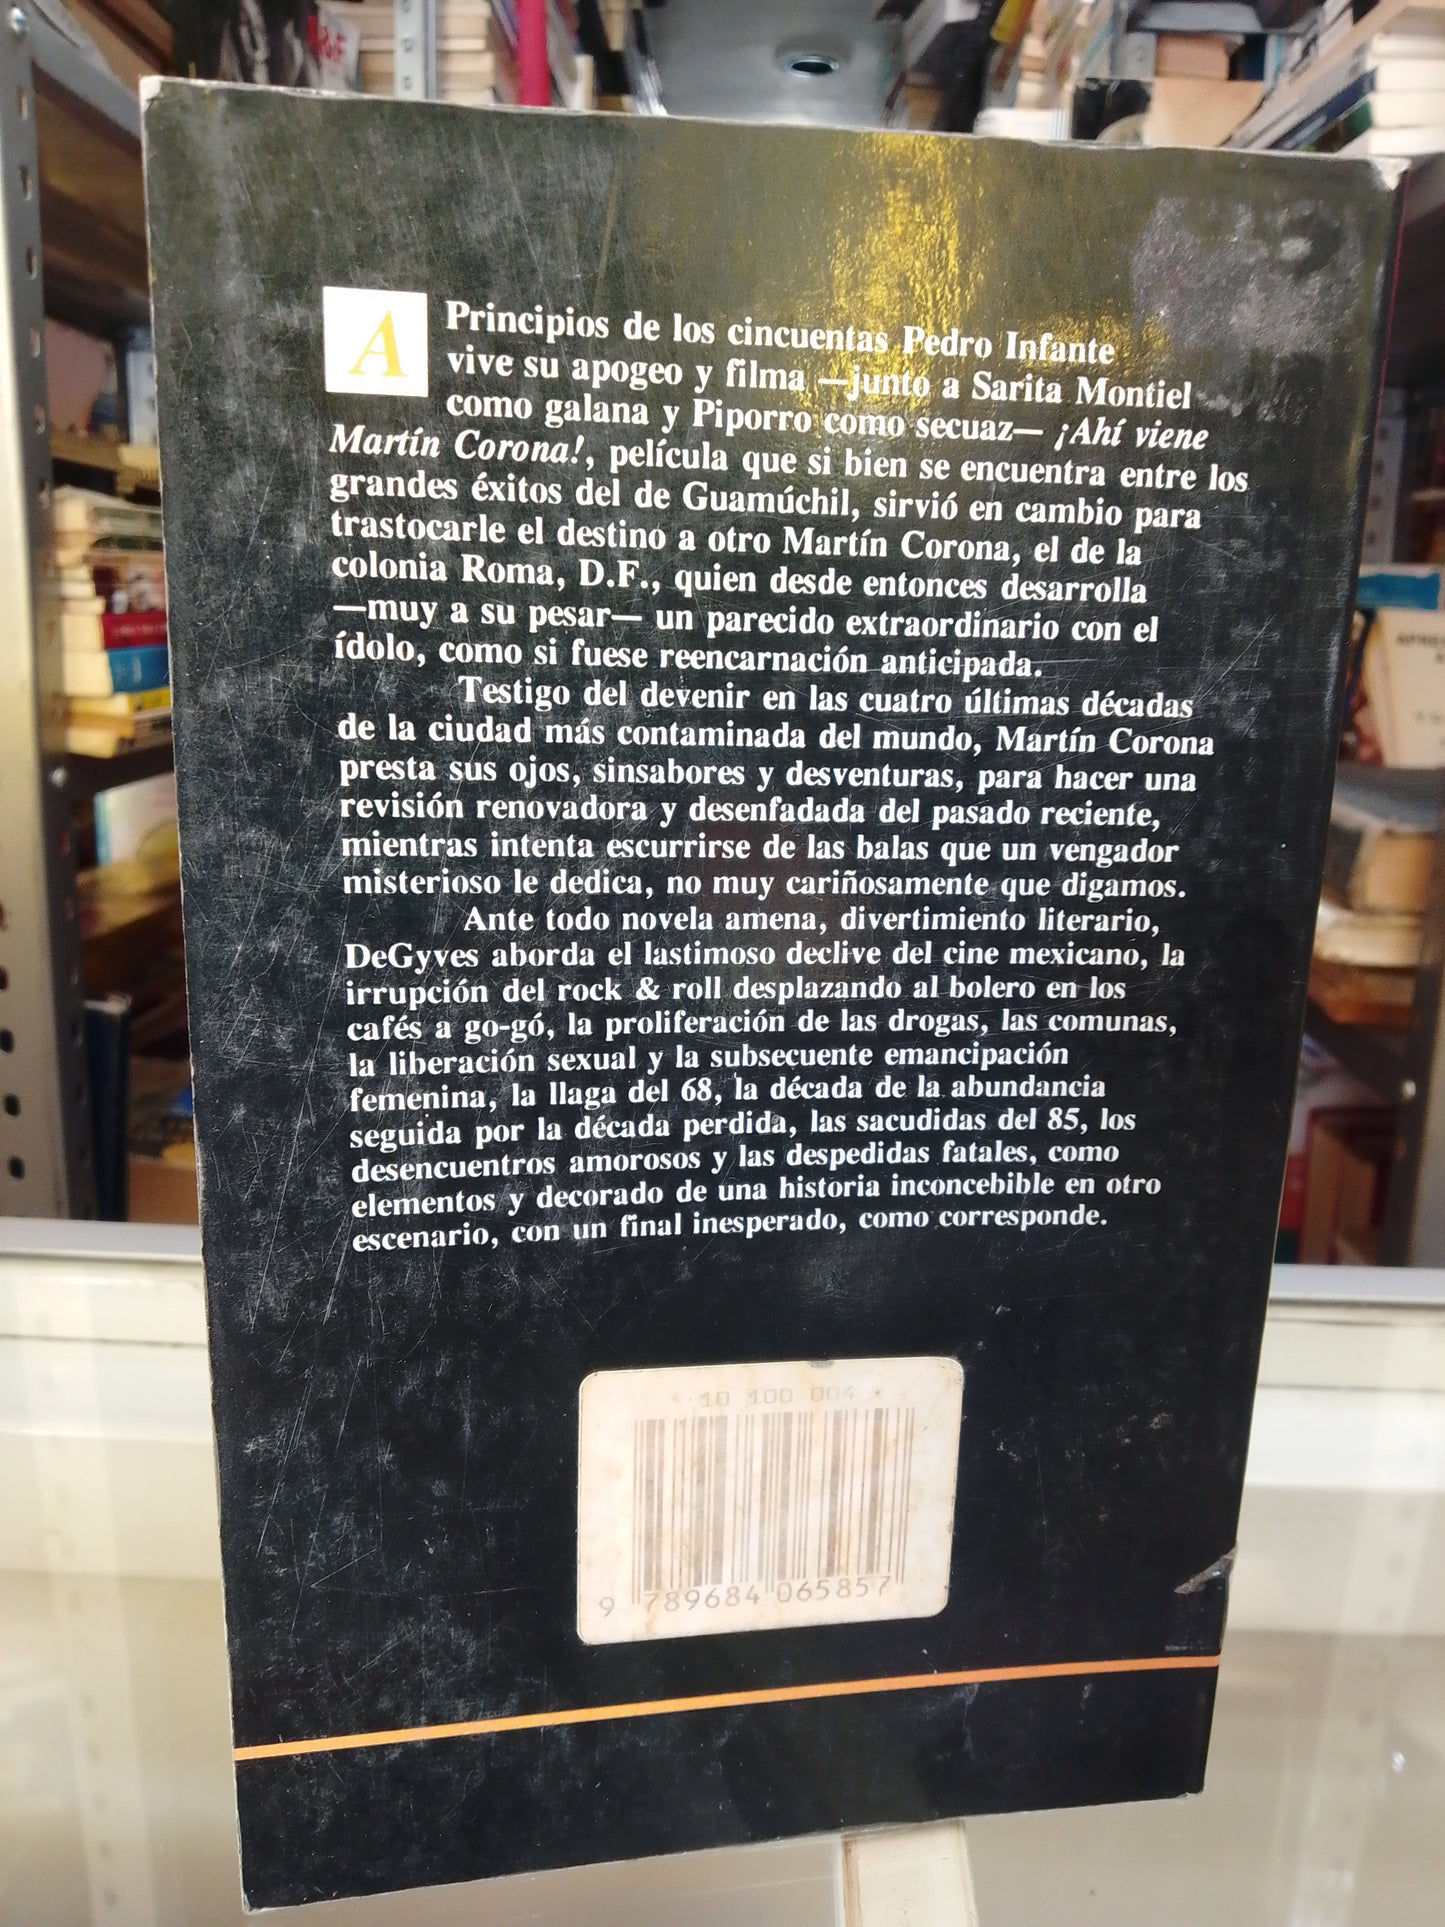 A Principios de los cincuentas Pedro Infante
vive su apogeo y filma —junto a Sarita Montiel
como galana y Piporro como secuaz— ¡Ahí viene
Martín Corona!, película que si bien se encuentra entre los
grandes éxitos del de Guamúchil, sirvió en cambio para
trastocarle el destino a otro Martín Corona, el de la
colonia Roma, D.F., quien desde entonces desarrolla
—muy a su pesar— un parecido extraordinario con el
ídolo, como si fuese reencarnación anticipada.
Testigo del devenir en las cuatro últimas décadas
de la ciudad más contaminada del mundo, Martín Corona
presta sus ojos, sinsabores y desventuras, para hacer una
revisión renovadora y desenfadada del pasado reciente,
mientras intenta escurrirse de las balas que un vengador
misterioso le dedica, no muy cariñosamente que digamos.
Ante todo novela amena, divertimiento literario,
DeGyves aborda el lastimoso declive del cine mexicano, la
irrupción del rock & roll desplazando al bolero en los
cafés a go-gó, la proliferación de las drogas, las comunas,
la liberación sexual y la subsecuente emancipación
femenina, la llaga del 68, la década de la abundancia
seguida por la década perdida, las sacudidas del 85, los
desencuentros amorosos y las despedidas fatales, como
elementos y decorado de una historia inconcebible en otro
escenario, con un final inesperado, como corresponde.
10 100 004
9 789684 065857